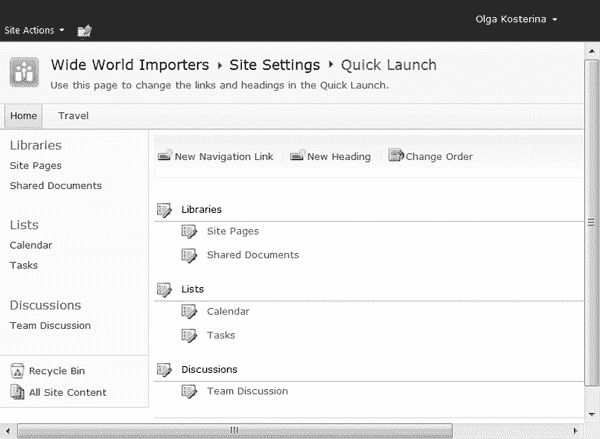 Olga Kosterina
Site Actions
Wide World Importers Site Settings Quick Launch
Use this page to change the links and headings in the Quick Launch.
Home Travel
Libraries
Site Pages
Shared Documents
Lists
Calendar
Tasks
Discussions
Team Discussion
Recycle Bin
All Site Content
New Navigation Link New Heading Change Order
Libraries
Site Pages
Shared Documents
Lists
Calendar
Tasks
Discussions
Team Discussion